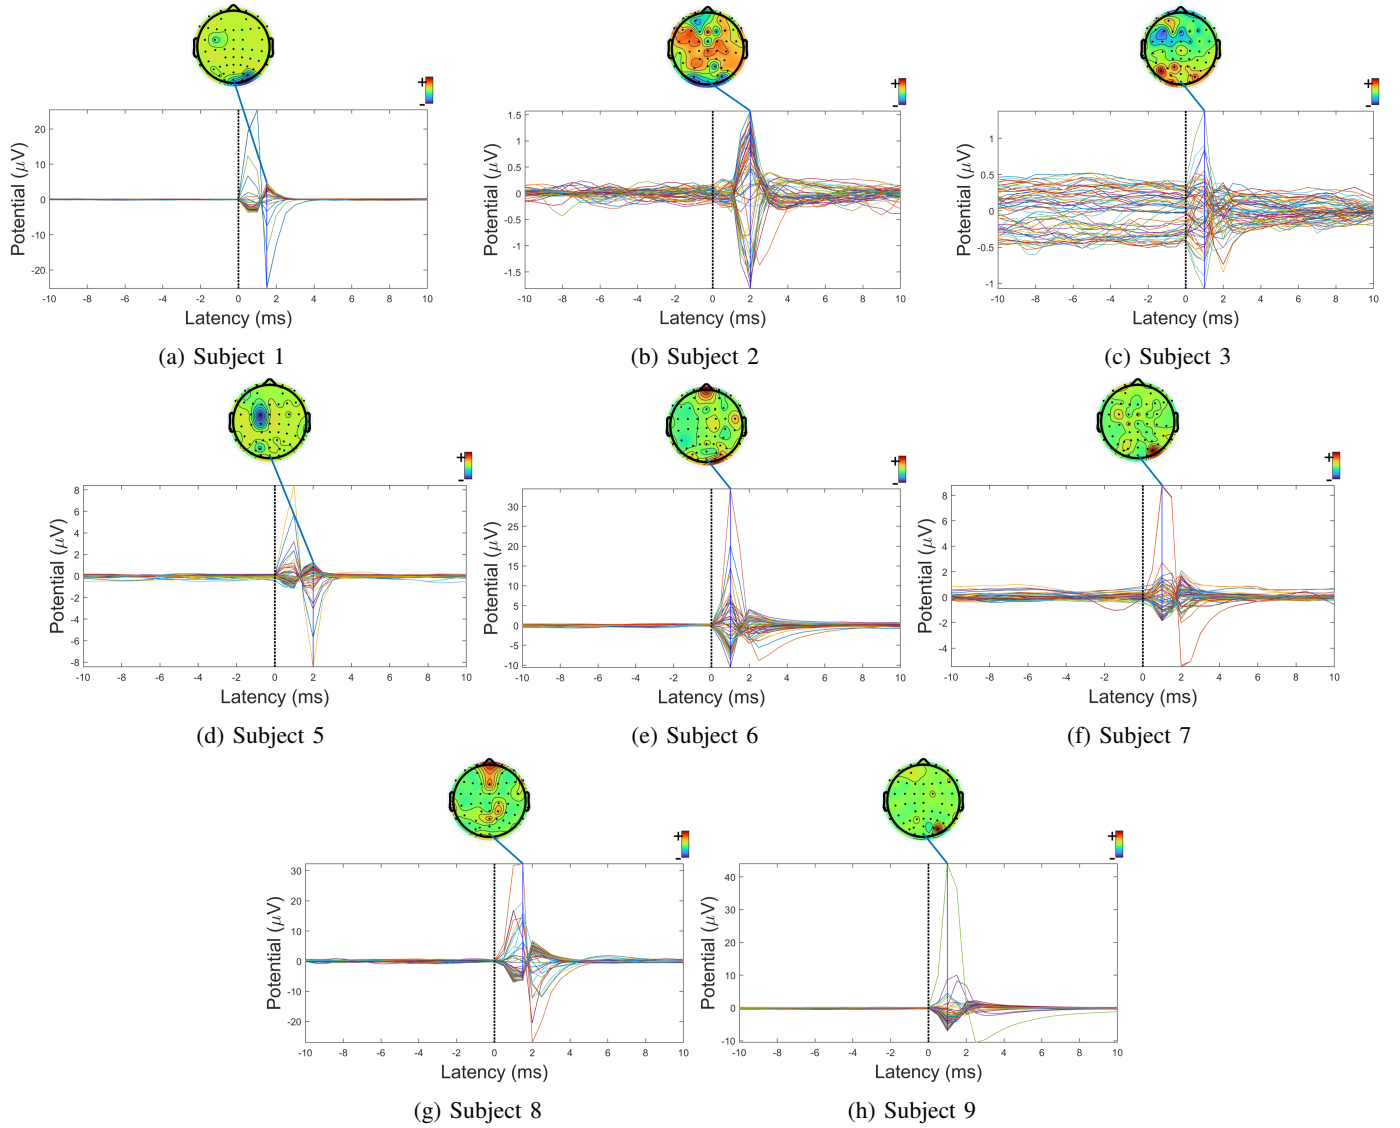 +
-
20
10
0
-10
-20
Potential (μV)
-10 -8 -6 -4 -2 0 2 4 6 8 10
Latency (ms)
(a) Subject 1
+
-
1.5
1
0.5
0
-0.5
-1
-1.5
Potential (μV)
-10 -8 -6 -4 -2 0 2 4 6 8 10
Latency (ms)
(b) Subject 2
+
-
1
0.5
0
-0.5
-1
Potential (μV)
-10 -8 -6 -4 -2 0 2 4 6 8 10
Latency (ms)
(c) Subject 3
+
-
8
6
4
2
0
-2
-4
-6
-8
Potential (μV)
-10 -8 -6 -4 -2 0 2 4 6 8 10
Latency (ms)
(d) Subject 5
+
-
30
25
20
15
10
5
0
-5
-10
Potential (μV)
-10 -8 -6 -4 -2 0 2 4 6 8 10
Latency (ms)
(e) Subject 6
+
-
8
6
4
2
0
-2
-4
Potential (μV)
-10 -8 -6 -4 -2 0 2 4 6 8 10
Latency (ms)
(f) Subject 7
+
-
30
20
10
0
-10
-20
Potential (μV)
-10 -8 -6 -4 -2 0 2 4 6 8 10
Latency (ms)
(g) Subject 8
+
-
40
30
20
10
0
-10
Potential (μV)
-10 -8 -6 -4 -2 0 2 4 6 8 10
Latency (ms)
(h) Subject 9